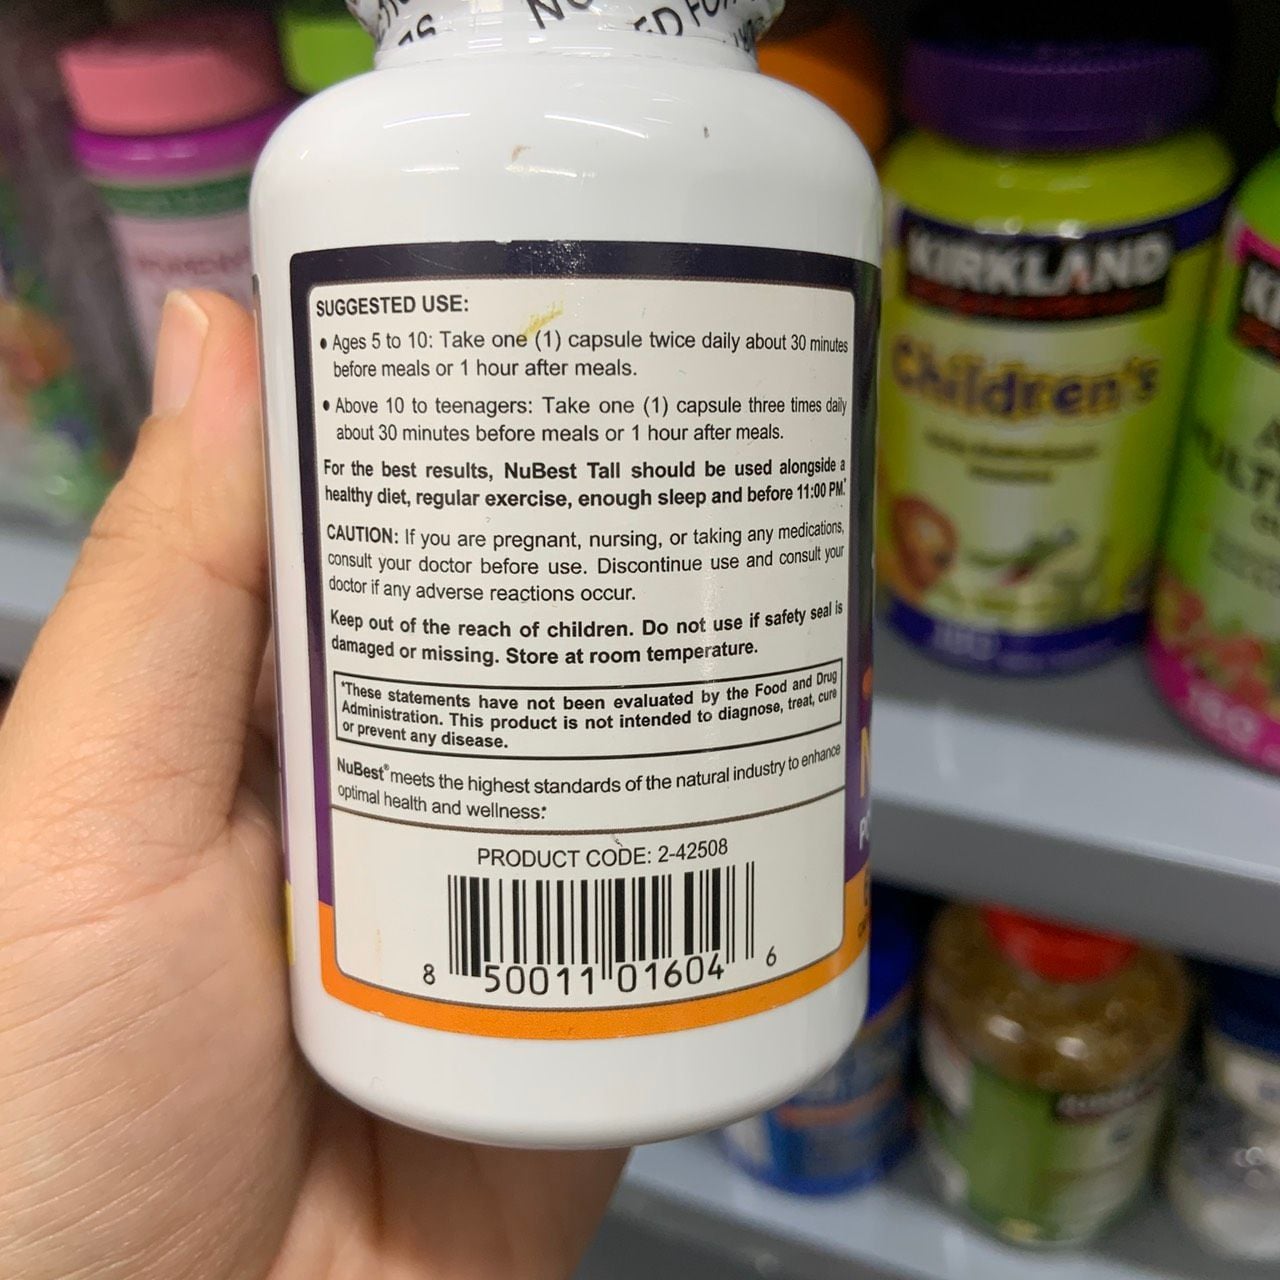 SUGGESTED USE:
• Ages 5 to 10: Take one (1) capsule twice daily about 30 minutes
before meals or 1 hour after meals.
• Above 10 to teenagers: Take one (1) capsule three times daily
about 30 minutes before meals or 1 hour after meals.
For the best results, NuBest Tall should be used alongside a
healthy diet, regular exercise, enough sleep and before 11:00 PM.*
CAUTION: If you are pregnant, nursing, or taking any medications,
consult your doctor before use. Discontinue use and consult your
doctor if any adverse reactions occur.
Keep out of the reach of children. Do not use if safety seal is
damaged or missing. Store at room temperature.
*These statements have not been evaluated by the Food and Drug
Administration. This product is not intended to diagnose, treat, cure
or prevent any disease.
NuBest® meets the highest standards of the natural industry to enhance
optimal health and wellness:*
PRODUCT CODE: 2-42508
8 50011 01604 6
KIRKLAND
Children's